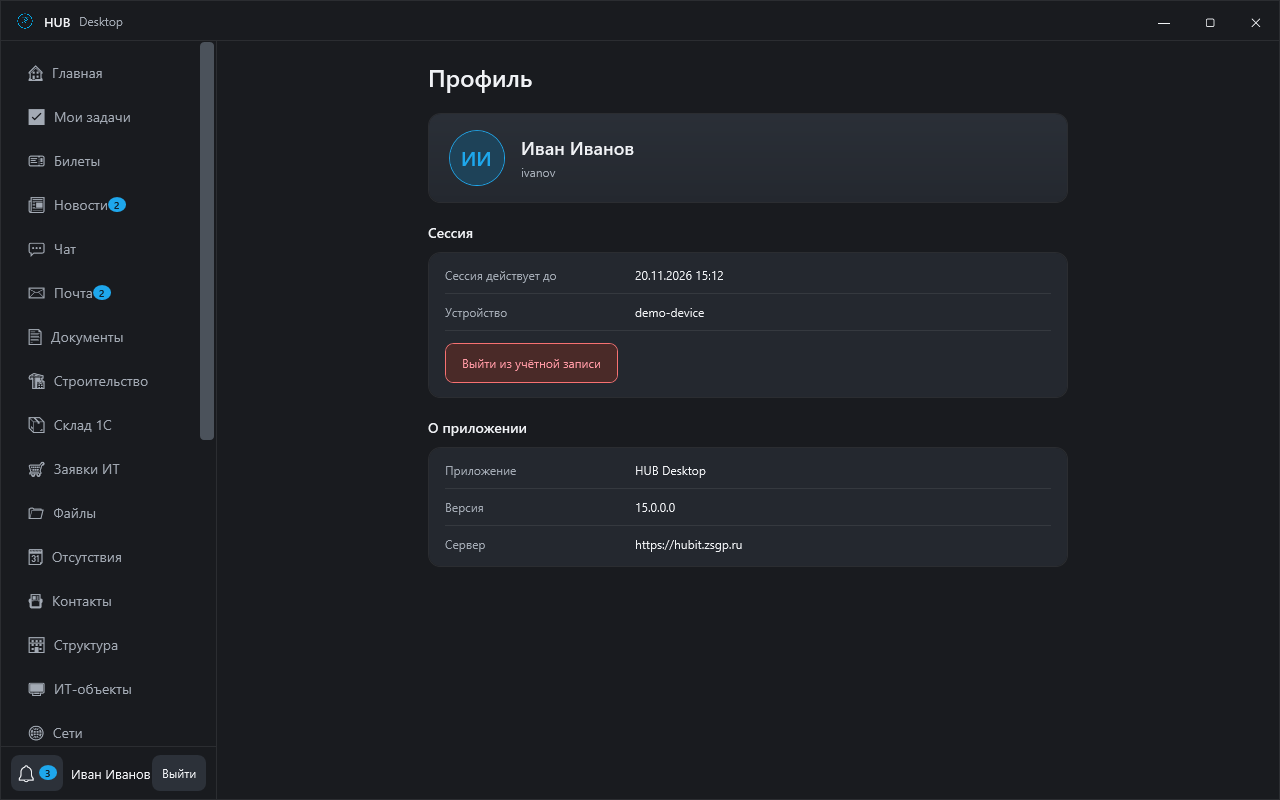 HUB Desktop
Главная
Мои задачи
Билеты
Новости 2
Чат
Почта 2
Документы
Строительство
Склад 1С
Заявки ИТ
Файлы
31 Отсутствия
Контакты
Структура
ИТ-объекты
Сети
3 Иван Иванов Выйти
Профиль
ИИ
Иван Иванов
ivanov
Сессия
Сессия действует до 20.11.2026 15:12
Устройство demo-device
Выйти из учётной записи
О приложении
Приложение HUB Desktop
Версия 15.0.0.0
Сервер https://hubit.zsgp.ru